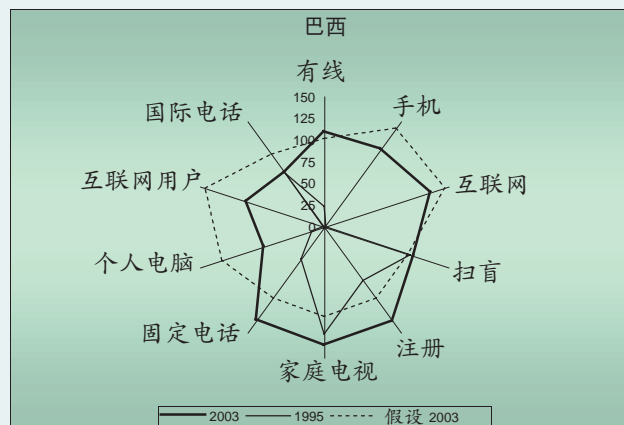 巴西
有线
150
125
100
75
50
25
0
国际电话
手机
互联网用户
互联网
个人电脑
扫盲
固定电话
注册
家庭电视
2003 1995 假设 2003